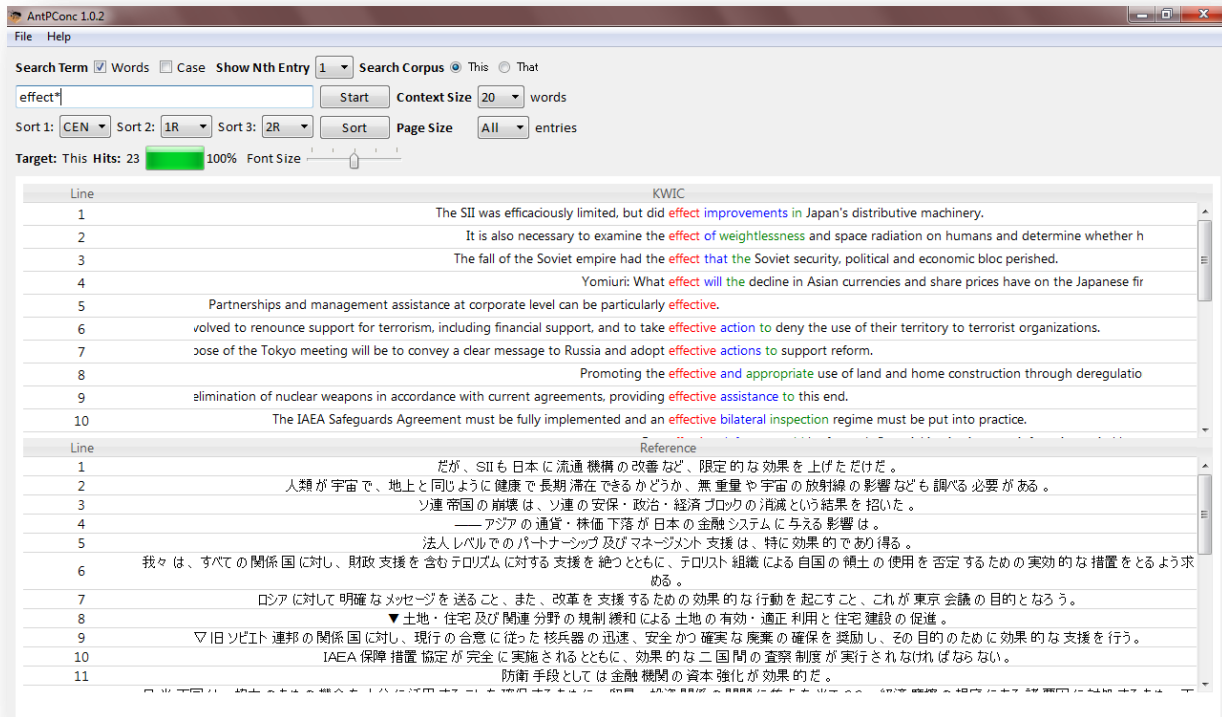 AntPConc 1.0.2
File Help
Search Term Words Case Show Nth Entry 1 Search Corpus This That
effect* Start Context Size 20 words
Sort 1: CEN Sort 2: 1R Sort 3: 2R Sort Page Size All entries
Target: This Hits: 23 100% Font Size
Line KWIC
1 The SII was efficaciously limited, but did effect improvements in Japan's distributive machinery.
2 It is also necessary to examine the effect of weightlessness and space radiation on humans and determine whether h
3 The fall of the Soviet empire had the effect that the Soviet security, political and economic bloc perished.
4 Yomiuri: What effect will the decline in Asian currencies and share prices have on the Japanese fir
5 Partnerships and management assistance at corporate level can be particularly effective.
6 volved to renounce support for terrorism, including financial support, and to take effective action to deny the use of their territory to terrorist organizations.
7 pose of the Tokyo meeting will be to convey a clear message to Russia and adopt effective actions to support reform.
8 Promoting the effective and appropriate use of land and home construction through deregulatio
9 elimination of nuclear weapons in accordance with current agreements, providing effective assistance to this end.
10 The IAEA Safeguards Agreement must be fully implemented and an effective bilateral inspection regime must be put into practice.
Line Reference
1 だが 、SII も 日本 に 流通 機構 の 改善 など 、限定 的 な 効果 を 上げ た だけ だ 。
2 人類 が 宇宙 で 、地上 と 同じ ように 健康 で 長期 滞在 できる か どうか 、無 重量 や 宇宙 の 放射線 の 影響 など も 調べる 必要 が ある 。
3 ソ連 帝国 の 崩壊 は 、ソ連 の 安保 ・政治 ・経済 ブロック の 消滅 という 結果 を 招い た 。
4 ―― アジア の 通貨 ・株価 下落 が 日本 の 金融 システム に 与える 影響 は 。
5 法人 レベル での パートナーシップ 及び マネージメント 支援 は 、特に 効果 的 で あり 得る 。
6 我々 は 、すべて の 関係 国 に対し 、財政 支援 を 含む テロリズム に対する 支援 を 絶つ とともに 、テロリスト 組織 による 自国 の 領土 の 使用 を 否定 する ため の 実効 的 な 措置 を とる よう 求
める 。
7 ロシア に対して 明確 な メッセージ を 送る こと 、また 、改革 を 支援 する ため の 効果 的 な 行動 を 起こす こと 、これ が 東京 会議 の 目的 と なろ う 。
8 ▼ 土地 ・住宅 及び 関連 分野 の 規制 緩和 による 土地 の 有効 ・適正 利用 と 住宅 建設 の 促進 。
9 ▽ 旧 ソビエト 連邦 の 関係 国 に対し 、現行 の 合意 に 従っ た 核兵器 の 迅速 、安全 かつ 確実 な 廃棄 の 確保 を 奨励 し 、その 目的 の ため に 効果 的 な 支援 を 行う 。
10 IAEA 保障 措置 協定 が 完全 に 実施 さ れる とともに 、効果 的 な 二 国 間 の 査察 制度 が 実行 さ れ なけれ ば なら ない 。
11 防衛 手段 として は 金融 機関 の 資本 強化 が 効果 的 だ 。